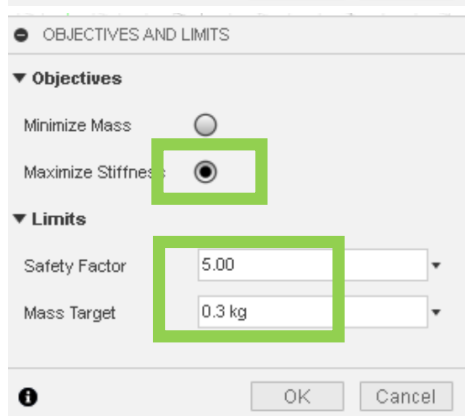 OBJECTIVES AND LIMITS
Objectives
Minimize Mass
Maximize Stiffness
Limits
Safety Factor 5.00
Mass Target 0.3 kg
OK Cancel